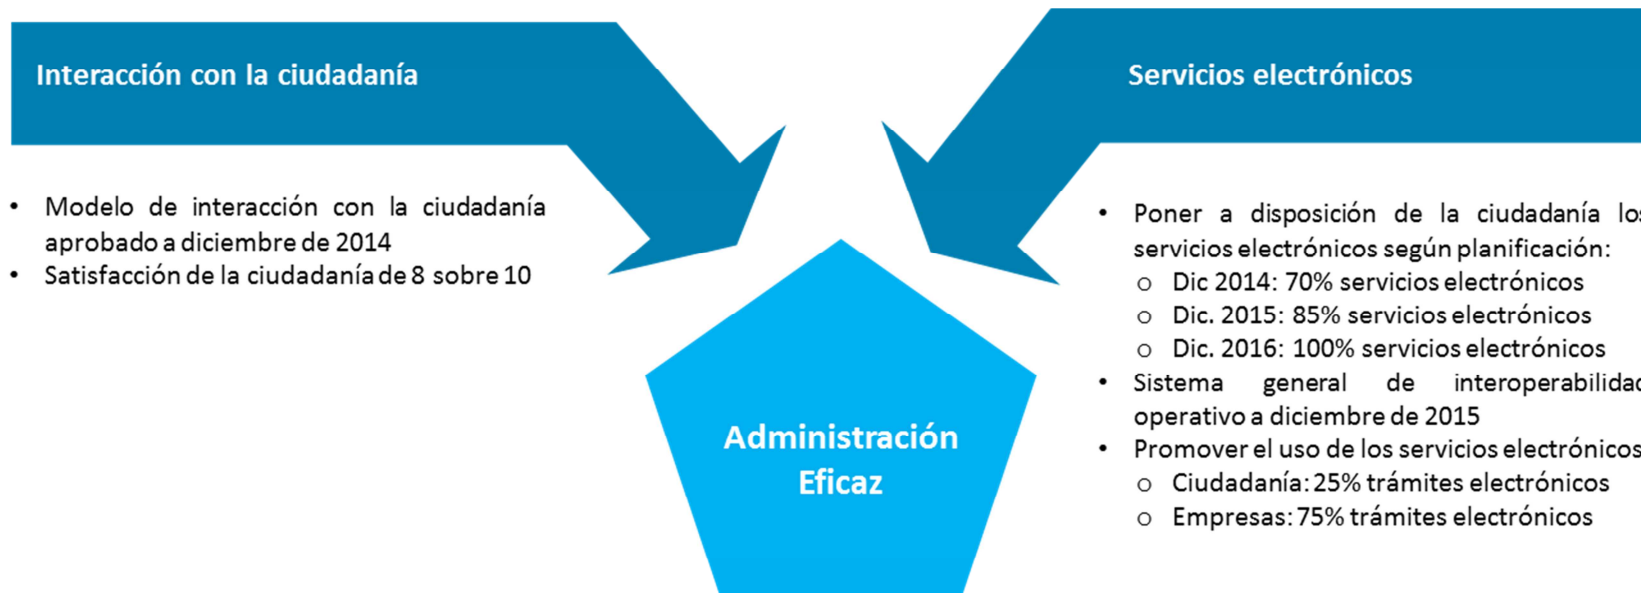 Interacción con la ciudadanía
• Modelo de interacción con la ciudadanía
aprobado a diciembre de 2014
• Satisfacción de la ciudadanía de 8 sobre 10
Servicios electrónicos
• Poner a disposición de la ciudadanía los
servicios electrónicos según planificación:
o Dic 2014: 70% servicios electrónicos
o Dic. 2015: 85% servicios electrónicos
o Dic. 2016: 100% servicios electrónicos
• Sistema general de interoperabilidad
operativo a diciembre de 2015
• Promover el uso de los servicios electrónicos
o Ciudadanía: 25% trámites electrónicos
o Empresas: 75% trámites electrónicos
Administración
Eficaz